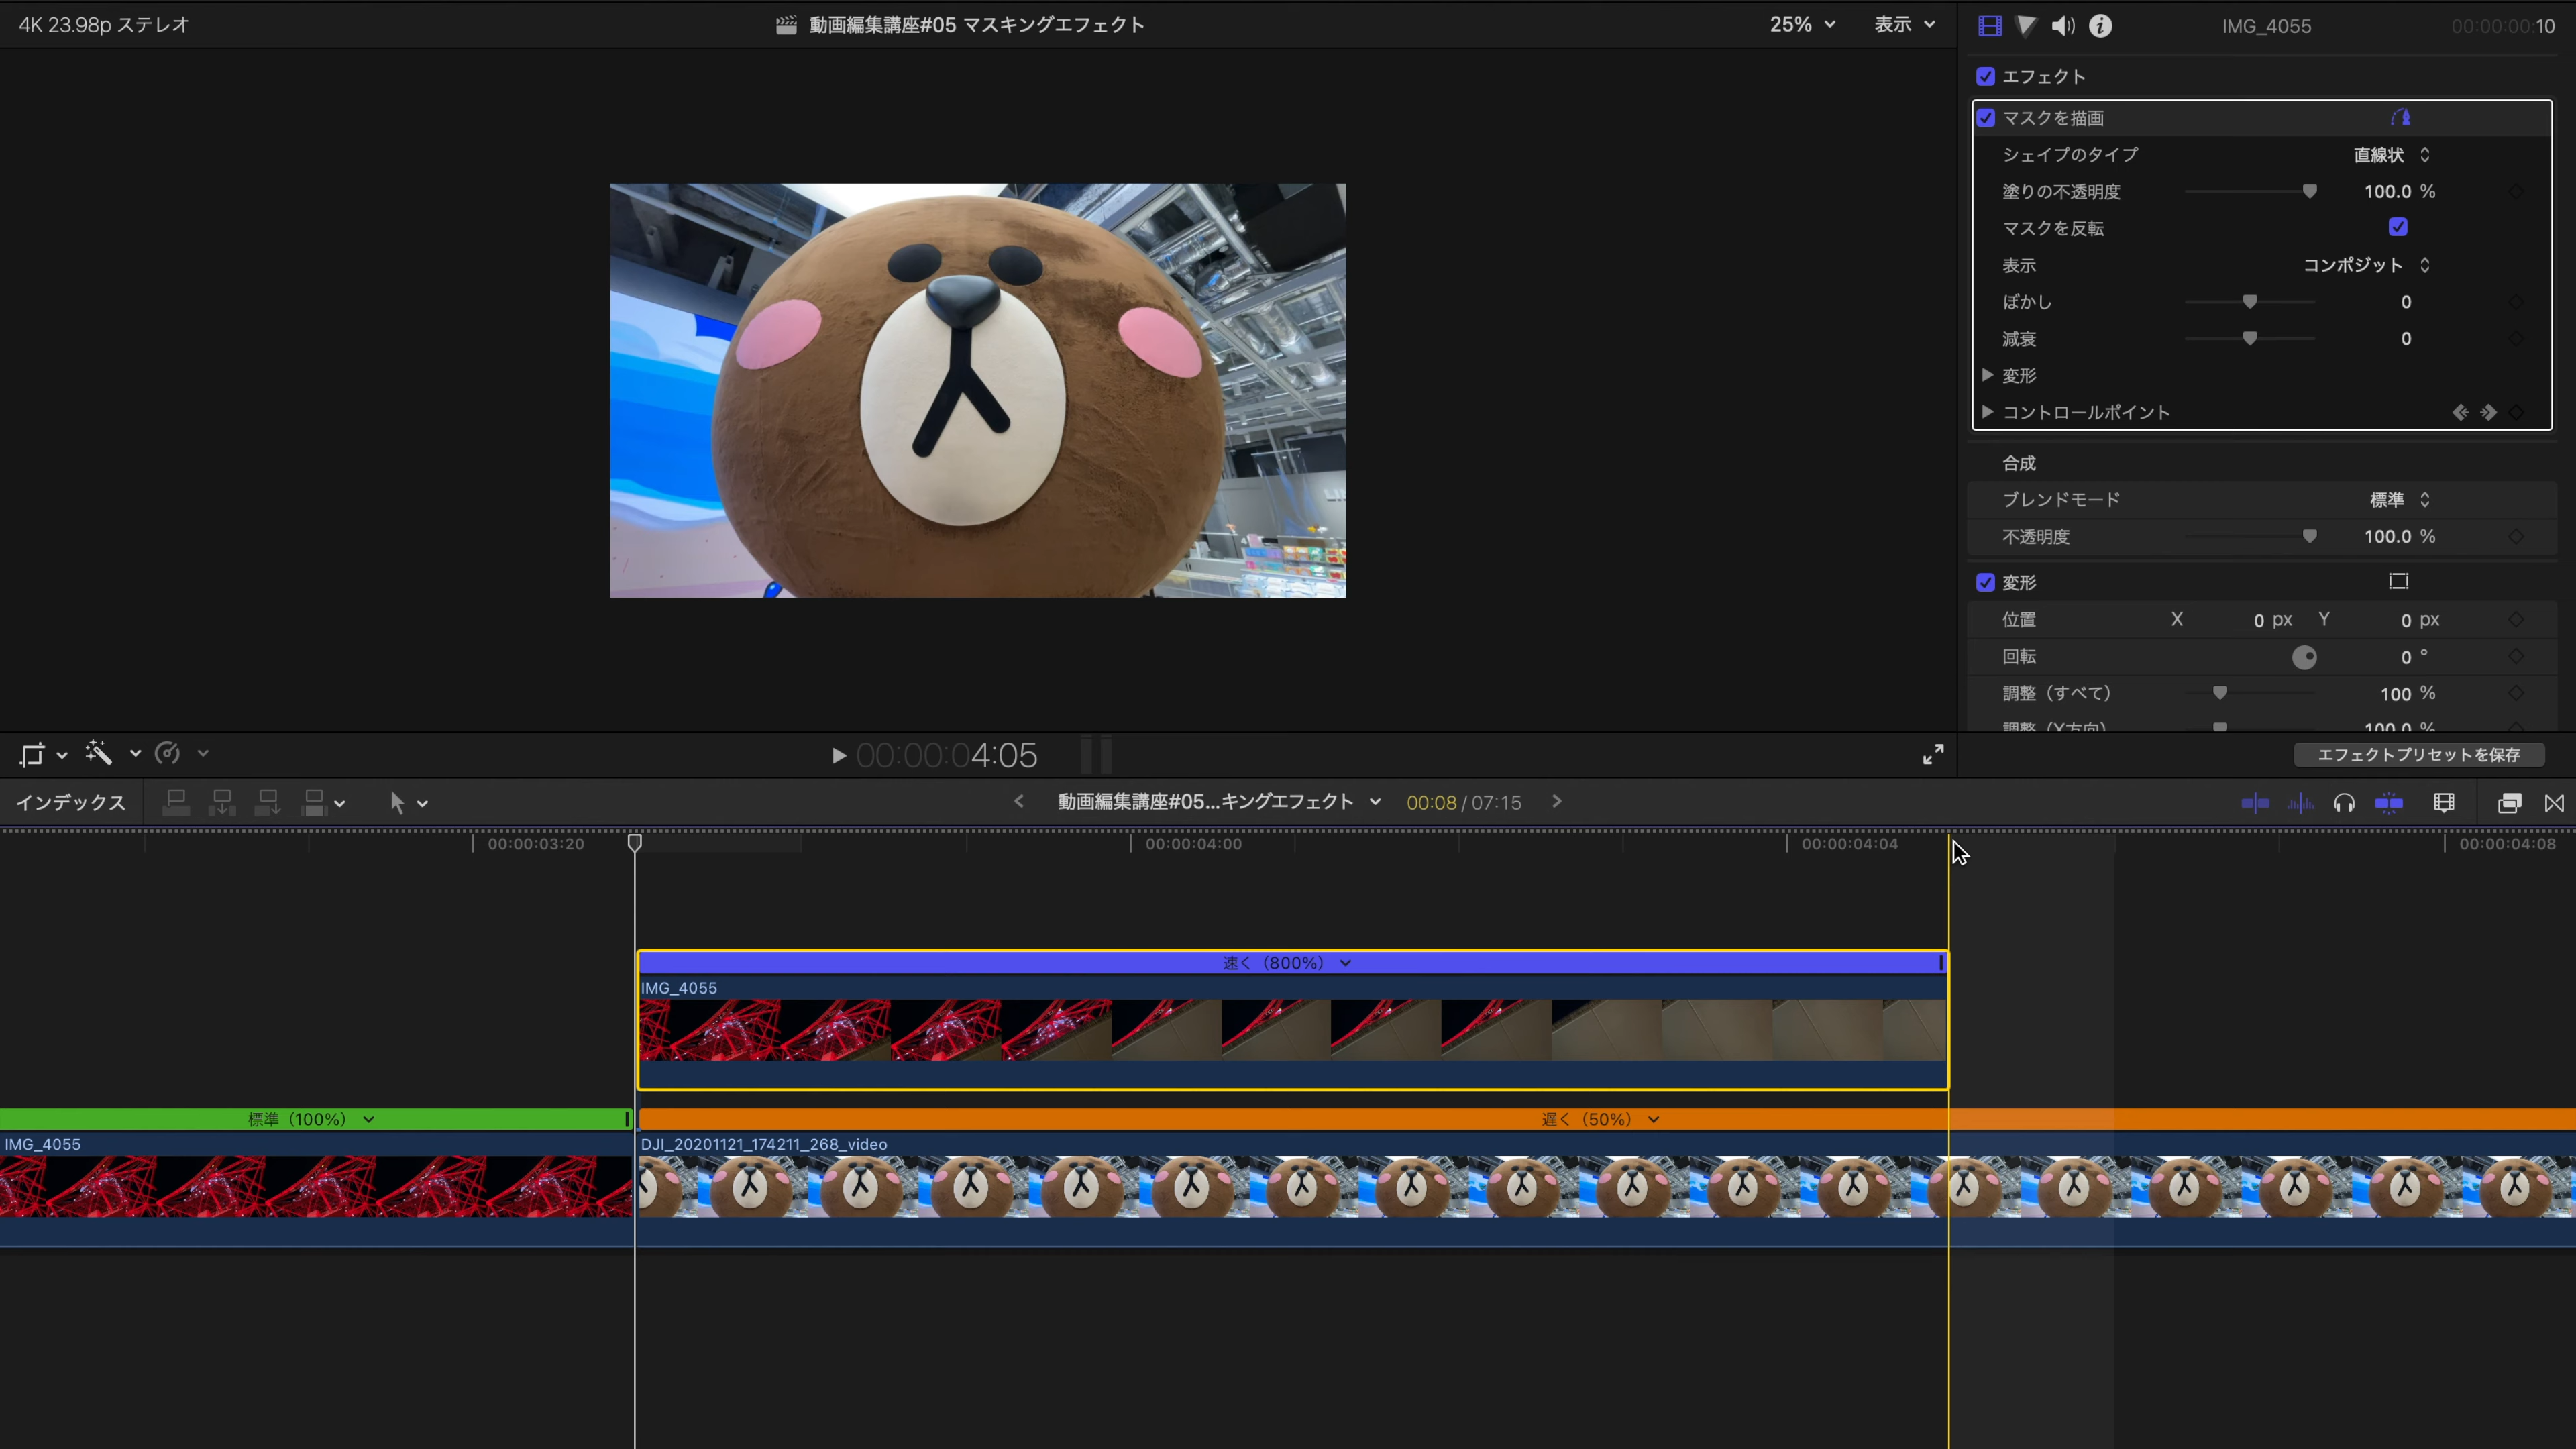 4K 23.98p ステレオ
動画編集講座#05 マスキングエフェクト
25%
表示
IMG_4055
00:00:00:10
エフェクト
マスクを描画
シェイプのタイプ 直線状
塗りの不透明度 100.0 %
マスクを反転
表示 コンポジット
ぼかし 0
減衰 0
変形
コントロールポイント
合成
ブレンドモード 標準
不透明度 100.0 %
変形
位置 X 0 px Y 0 px
回転 0 °
調整（すべて） 100 %
調整（X方向） 100.0 %
00:00:04:05
エフェクトプリセットを保存
インデックス
動画編集講座#05...キングエフェクト
00:08 / 07:15
00:00:03:20
00:00:04:00
00:00:04:04
00:00:04:08
速く（800%）
IMG_4055
標準（100%）
遅く（50%）
IMG_4055
DJI_20201121_174211_268_video